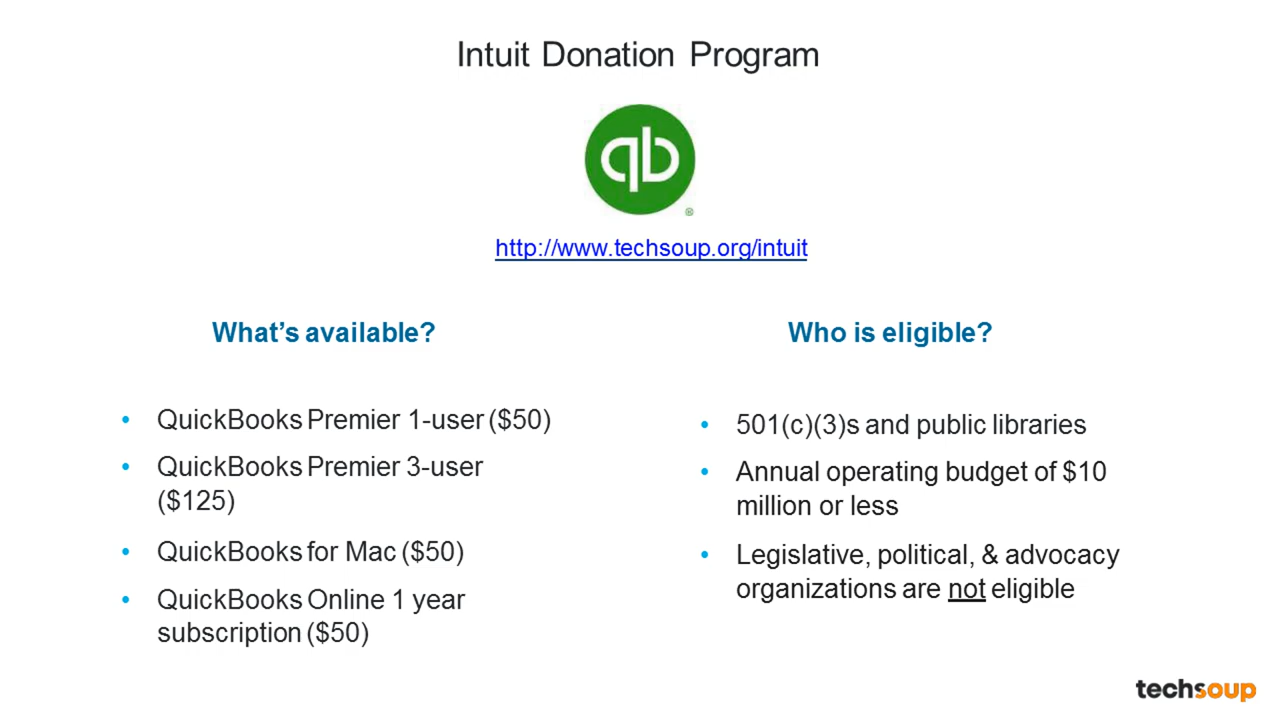 Intuit Donation Program
qb
®
http://www.techsoup.org/intuit
What’s available?
• QuickBooks Premier 1-user ($50)
• QuickBooks Premier 3-user
($125)
• QuickBooks for Mac ($50)
• QuickBooks Online 1 year
subscription ($50)
Who is eligible?
• 501(c)(3)s and public libraries
• Annual operating budget of $10
million or less
• Legislative, political, & advocacy
organizations are not eligible
techsoup